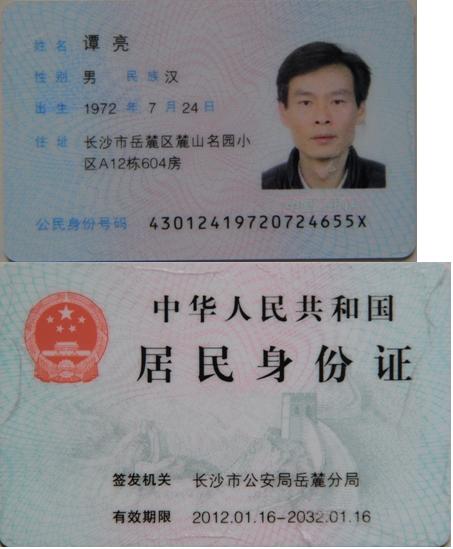 姓名 谭亮
性别 男 民族 汉
出生 1972 年 7 月 24 日
住址 长沙市岳麓区麓山名园小
区A12栋604房
公民身份号码 43012419720724655X
中华人民共和国
居民身份证
签发机关 长沙市公安局岳麓分局
有效期限 2012.01.16-2032.01.16